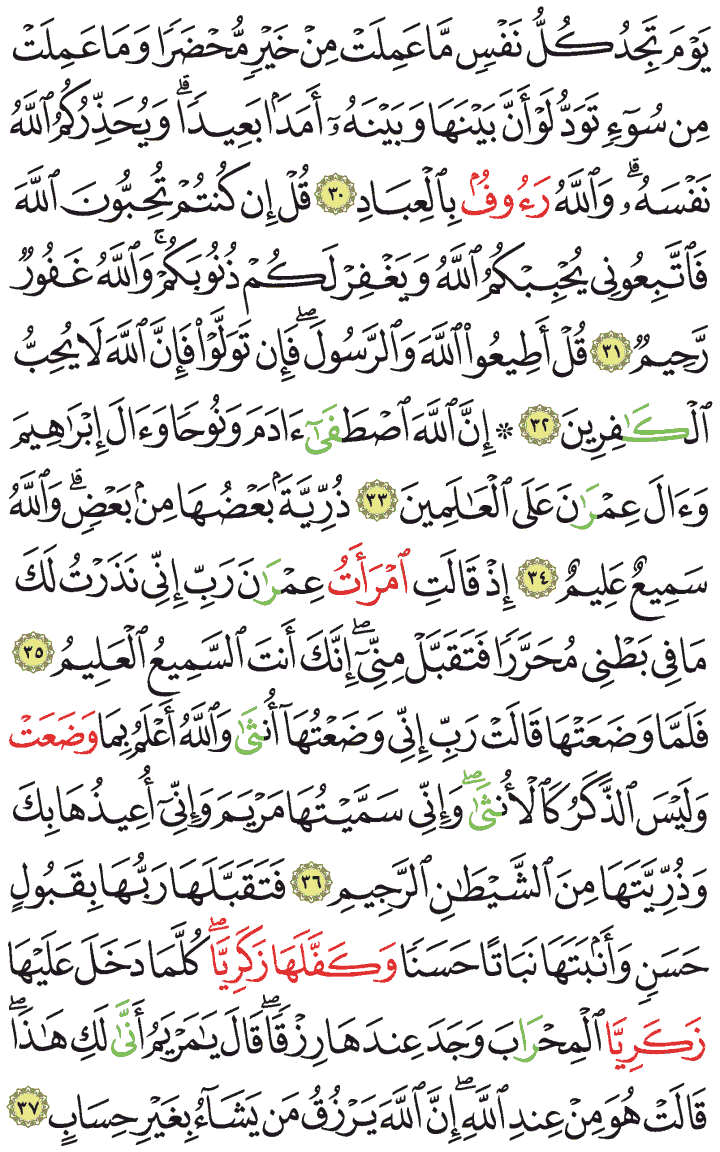 يَوْمَ تَجِدُ كُلُّ نَفْسٍ مَّا عَمِلَتْ مِنْ خَيْرٍ مُّحْضَرًا وَمَا عَمِلَتْ
مِن سُوٓءٍ تَوَدُّ لَوْ أَنَّ بَيْنَهَا وَبَيْنَهُۥٓ أَمَدَۢا بَعِيدًاۗ وَيُحَذِّرُكُمُ ٱللَّهُ
نَفْسَهُۥۗ وَٱللَّهُ رَءُوفُۢ بِٱلْعِبَادِ ٣٠ قُلْ إِن كُنتُمْ تُحِبُّونَ ٱللَّهَ
فَٱتَّبِعُونِى يُحْبِبْكُمُ ٱللَّهُ وَيَغْفِرْ لَكُمْ ذُنُوبَكُمْۚ وَٱللَّهُ غَفُورٌ
رَّحِيمٌ ٣١ قُلْ أَطِيعُوا۟ ٱللَّهَ وَٱلرَّسُولَۖ فَإِن تَوَلَّوْا۟ فَإِنَّ ٱللَّهَ لَا يُحِبُّ
ٱلْكَٰفِرِينَ ٣٢ ۞ إِنَّ ٱللَّهَ ٱصْطَفَىٰٓ ءَادَمَ وَنُوحًا وَءَالَ إِبْرَٰهِيمَ
وَءَالَ عِمْرَٰنَ عَلَى ٱلْعَٰلَمِينَ ٣٣ ذُرِّيَّةَۢ بَعْضُهَا مِنۢ بَعْضٍۗ وَٱللَّهُ
سَمِيعٌ عَلِيمٌ ٣٤ إِذْ قَالَتِ ٱمْرَأَتُ عِمْرَٰنَ رَبِّ إِنِّى نَذَرْتُ لَكَ
مَا فِى بَطْنِى مُحَرَّرًا فَتَقَبَّلْ مِنِّىٓۖ إِنَّكَ أَنتَ ٱلسَّمِيعُ ٱلْعَلِيمُ ٣٥
فَلَمَّا وَضَعَتْهَا قَالَتْ رَبِّ إِنِّى وَضَعْتُهَآ أُنثَىٰ وَٱللَّهُ أَعْلَمُ بِمَا وَضَعَتْ
وَلَيْسَ ٱلذَّكَرُ كَٱلْأُنثَىٰۖ وَإِنِّى سَمَّيْتُهَا مَرْيَمَ وَإِنِّىٓ أُعِيذُهَا بِكَ
وَذُرِّيَّتَهَا مِنَ ٱلشَّيْطَٰنِ ٱلرَّجِيمِ ٣٦ فَتَقَبَّلَهَا رَبُّهَا بِقَبُولٍ
حَسَنٍ وَأَنۢبَتَهَا نَبَاتًا حَسَنًا وَكَفَّلَهَا زَكَرِيَّاۖ كُلَّمَا دَخَلَ عَلَيْهَا
زَكَرِيَّا ٱلْمِحْرَابَ وَجَدَ عِندَهَا رِزْقًاۖ قَالَ يَٰمَرْيَمُ أَنَّىٰ لَكِ هَٰذَاۖ
قَالَتْ هُوَ مِنْ عِندِ ٱللَّهِۖ إِنَّ ٱللَّهَ يَرْزُقُ مَن يَشَآءُ بِغَيْرِ حِسَابٍ ٣٧